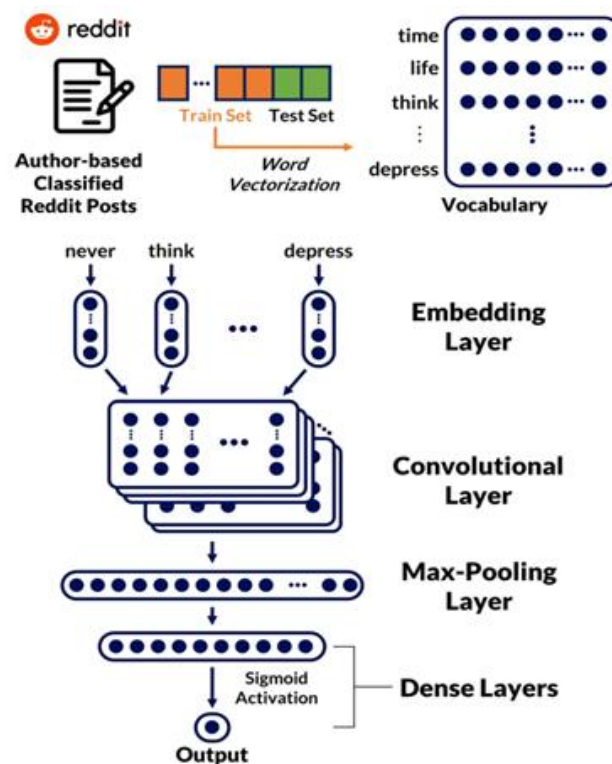 reddit
Train Set
Test Set
Author-based
Classified
Reddit Posts
Word
Vectorization
time
life
think
depress
Vocabulary
never
think
depress
Embedding
Layer
Convolutional
Layer
Max-Pooling
Layer
Sigmoid
Activation
Dense Layers
Output